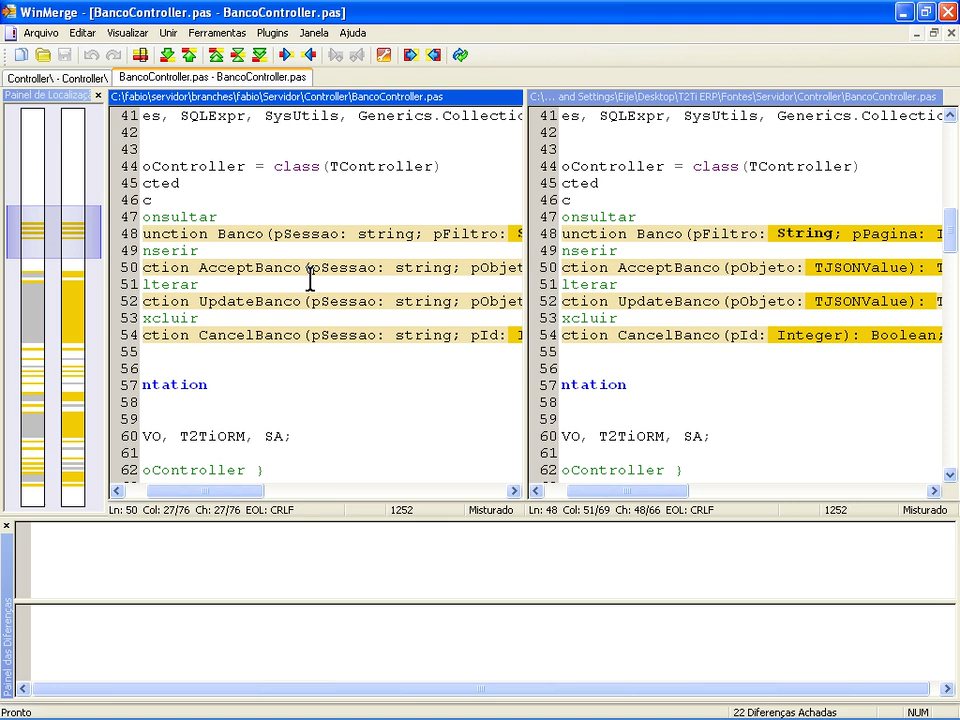 WinMerge - [BancoController.pas - BancoController.pas]
Arquivo Editar Visualizar Unir Ferramentas Plugins Janela Ajuda
Controller\ - Controller\ BancoController.pas - BancoController.pas
Painel de Localizaç
C:\fabio\servidor\branches\fabio\Servidor\Controller\BancoController.pas
41 es, SQLExpr, SysUtils, Generics.Collectio
42
43
44 oController = class(TController)
45 cted
46 c
47 onsultar
48 unction Banco(pSessao: string; pFiltro: S
49 nserir
50 ction AcceptBanco(pSessao: string; pObjet
51 lterar
52 ction UpdateBanco(pSessao: string; pObjet
53 xcluir
54 ction CancelBanco(pSessao: string; pId: I
55
56
57 ntation
58
59
60 VO, T2TiORM, SA;
61
62 oController }
Ln: 50 Col: 27/76 Ch: 27/76 EOL: CRLF 1252 Misturado
C:\... and Settings\Eije\Desktop\T2Ti ERP\Fontes\Servidor\Controller\BancoController.pas
41 es, SQLExpr, SysUtils, Generics.Collectio
42
43
44 oController = class(TController)
45 cted
46 c
47 onsultar
48 unction Banco(pFiltro: String; pPagina: I
49 nserir
50 ction AcceptBanco(pObjeto: TJSONValue): T
51 lterar
52 ction UpdateBanco(pObjeto: TJSONValue): T
53 xcluir
54 ction CancelBanco(pId: Integer): Boolean;
55
56
57 ntation
58
59
60 VO, T2TiORM, SA;
61
62 oController }
Ln: 48 Col: 51/69 Ch: 48/66 EOL: CRLF 1252 Misturado
Painel das Diferenças
Pronto 22 Diferenças Achadas NUM